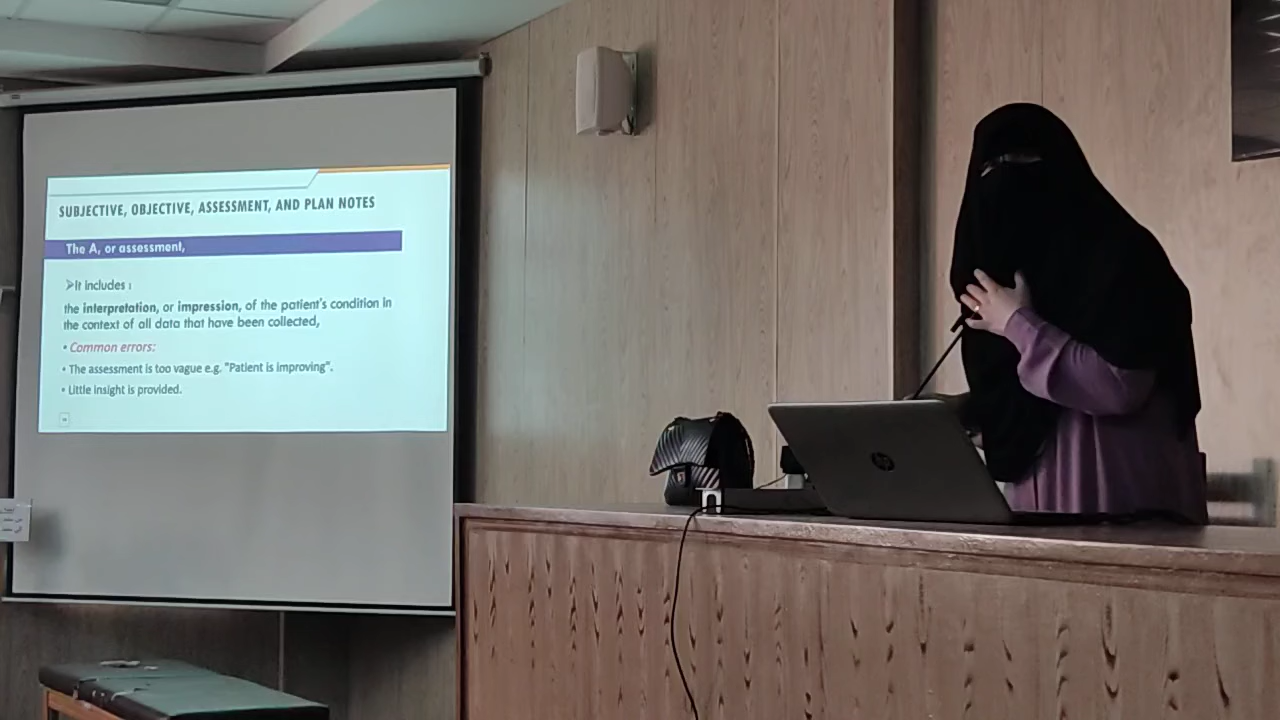 SUBJECTIVE, OBJECTIVE, ASSESSMENT, AND PLAN NOTES
The A, or assessment,
➢It includes :
the interpretation, or impression, of the patient's condition in
the context of all data that have been collected,
• Common errors:
• The assessment is too vague e.g. "Patient is improving".
• Little insight is provided.
hp